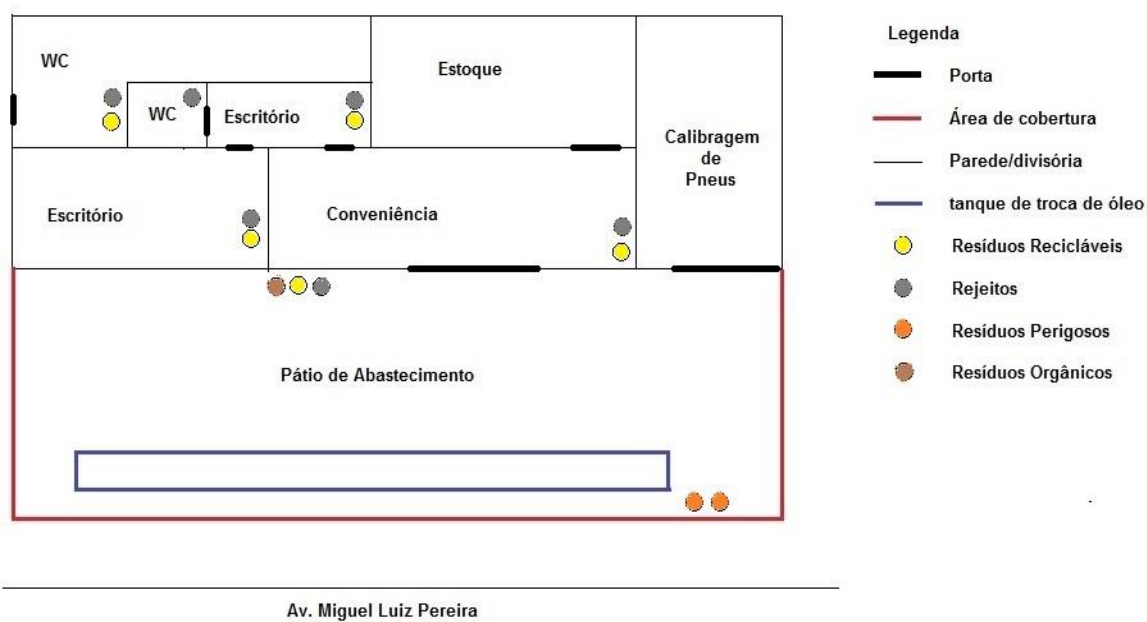 WC
Estoque
WC
Escritório
Calibragem
de
Pneus
Escritório
Conveniência
Pátio de Abastecimento
Av. Miguel Luiz Pereira
Legenda
Porta
Área de cobertura
Parede/divisória
tanque de troca de óleo
Resíduos Recicláveis
Rejeitos
Resíduos Perigosos
Resíduos Orgânicos